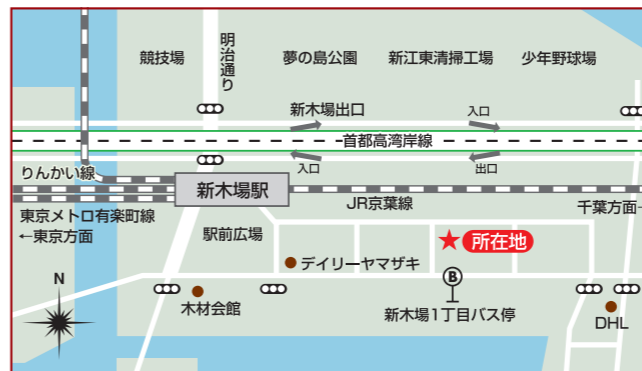 競技場
明治通り
夢の島公園
新江東清掃工場
少年野球場
新木場出口
入口
首都高湾岸線
入口
出口
りんかい線
新木場駅
JR京葉線
千葉方面
東京メトロ有楽町線
←東京方面
駅前広場
所在地
デイリーヤマザキ
B
新木場1丁目バス停
木材会館
DHL
N